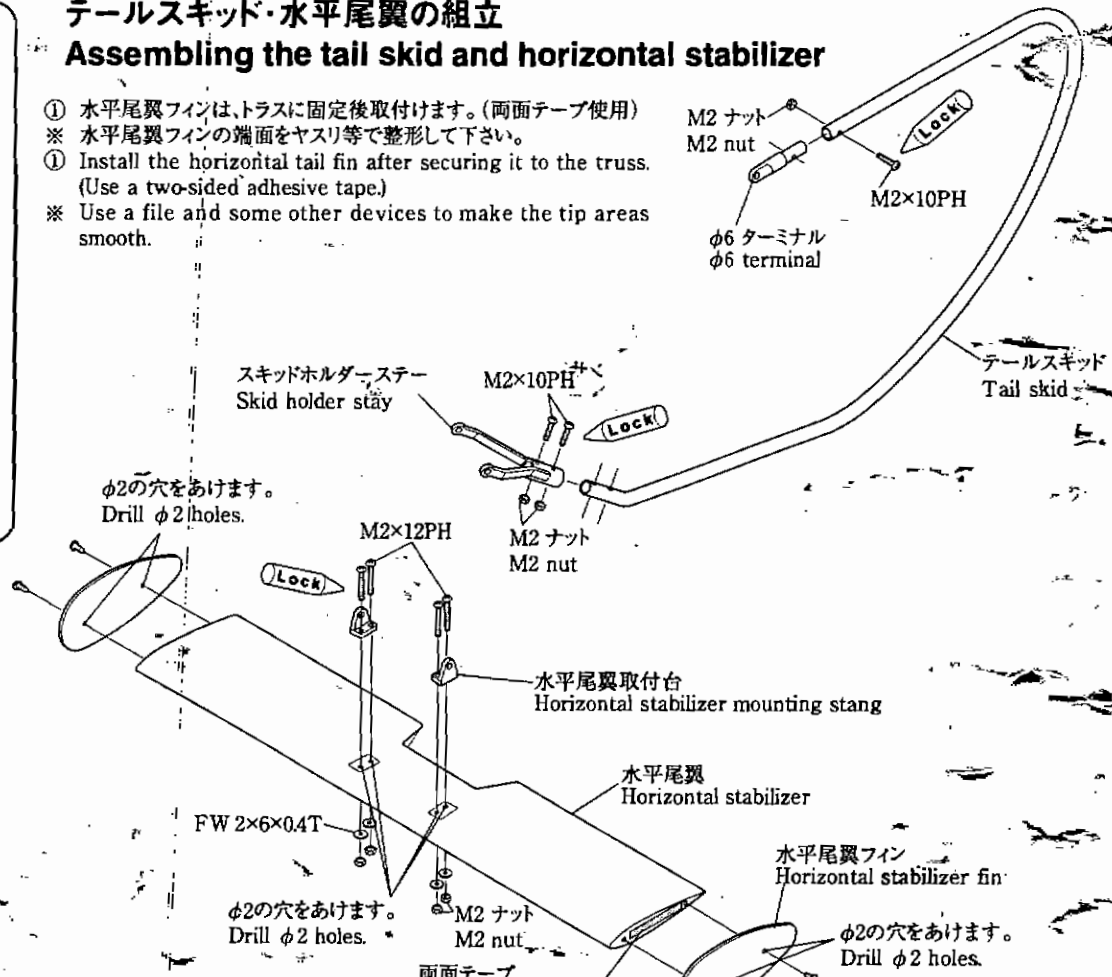 テールスキッド・水平尾翼の組立
Assembling the tail skid and horizontal stabilizer
① 水平尾翼フィンは、トラスに固定後取付けます。(両面テープ使用)
※ 水平尾翼フィンの端面をヤスリ等で整形して下さい。
① Install the horizontal tail fin after securing it to the truss.
(Use a two-sided adhesive tape.)
※ Use a file and some other devices to make the tip areas
smooth.
M2 ナット
M2 nut
Lock
M2×10PH
φ6 ターミナル
φ6 terminal
テールスキッド
Tail skid
スキッドホルダーステー
Skid holder stay
M2×10PH
Lock
M2 ナット
M2 nut
φ2の穴をあけます。
Drill φ2 holes.
M2×12PH
Lock
水平尾翼取付台
Horizontal stabilizer mounting stang
水平尾翼
Horizontal stabilizer
FW 2×6×0.4T
水平尾翼フィン
Horizontal stabilizer fin
φ2の穴をあけます。
Drill φ2 holes.
M2 ナット
M2 nut
φ2の穴をあけます。
Drill φ2 holes.
両面テープ